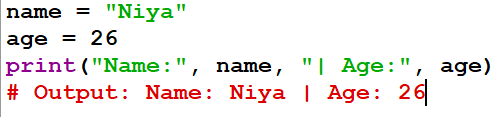 name = "Niya"
age = 26
print("Name:", name, "| Age:", age)
# Output: Name: Niya | Age: 26